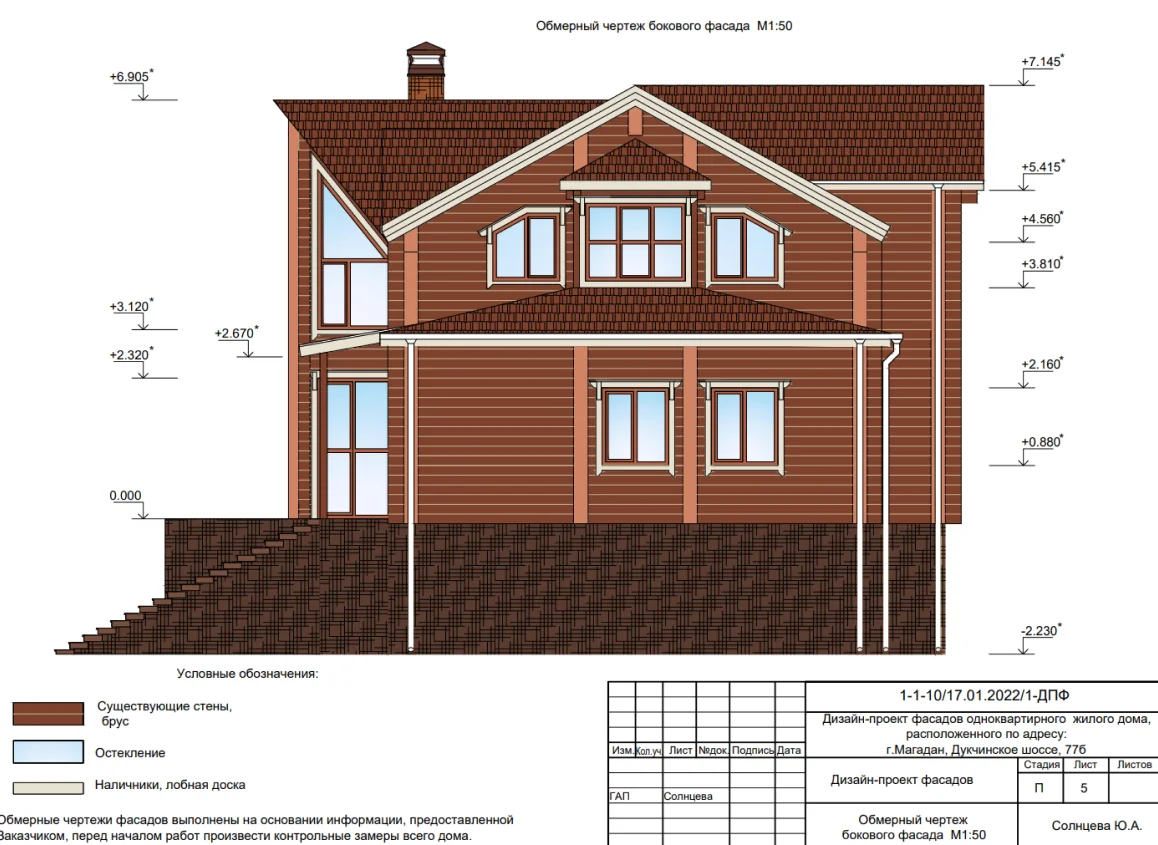 Обмерный чертеж бокового фасада М1:50
+6.905*
+7.145*
+5.415*
+4.560*
+3.810*
+3.120*
+2.670*
+2.320*
+2.160*
+0.880*
0.000
-2.230*
Условные обозначения:
Существующие стены,
брус
Остекление
Наличники, лобная доска
Обмерные чертежи фасадов выполнены на основании информации, предоставленной
Заказчиком, перед началом работ произвести контрольные замеры всего дома.
1-1-10/17.01.2022/1-ДПФ
Дизайн-проект фасадов одноквартирного жилого дома,
расположенного по адресу:
г.Магадан, Дукчинское шоссе, 77б
Изм. Кол.уч. Лист №док. Подпись Дата
Дизайн-проект фасадов
Стадия Лист Листов
П 5
ГАП Солнцева
Обмерный чертеж
бокового фасада М1:50
Солнцева Ю.А.